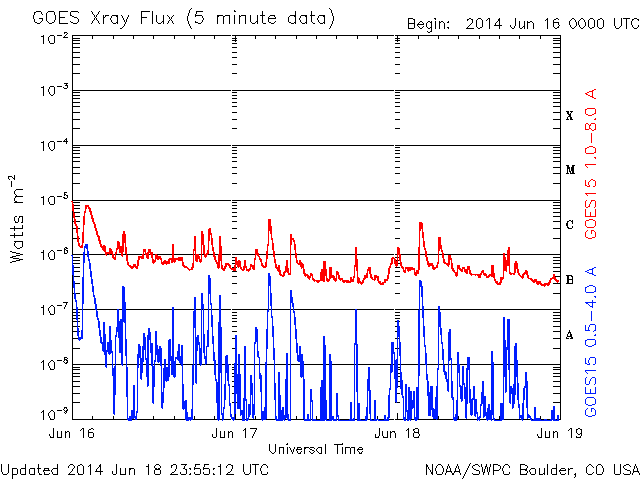 GOES Xray Flux (5 minute data)
Begin: 2014 Jun 16 0000 UTC
10⁻²
10⁻³
10⁻⁴
10⁻⁵
10⁻⁶
10⁻⁷
10⁻⁸
10⁻⁹
Watts m⁻²
X
M
C
B
A
GOES15 1.0-8.0 A
GOES15 0.5-4.0 A
Jun 16
Jun 17
Jun 18
Jun 19
Universal Time
Updated 2014 Jun 18 23:55:12 UTC
NOAA/SWPC Boulder, CO USA